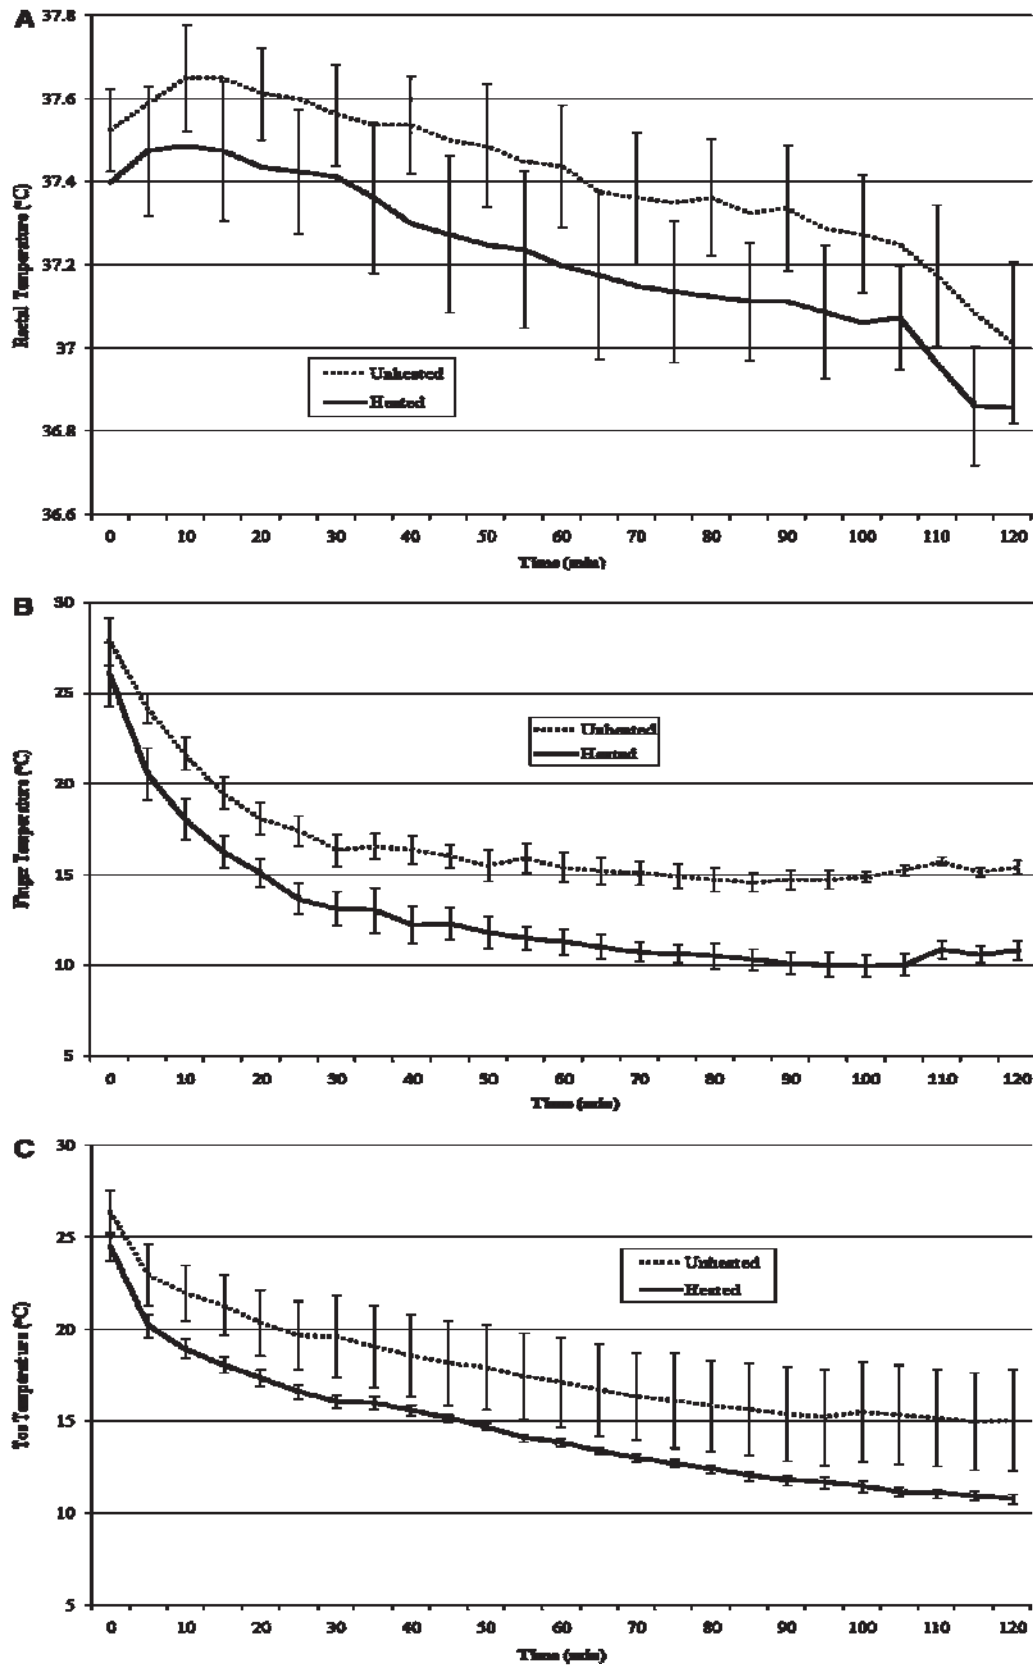 A
37.8
37.6
37.4
37.2
37
36.8
36.6
Rectal Temperature (°C)
Unheated
Heated
0 10 20 30 40 50 60 70 80 90 100 110 120
Time (min)
B
30
25
20
15
10
5
Finger Temperature (°C)
Unheated
Heated
0 10 20 30 40 50 60 70 80 90 100 110 120
Time (min)
C
30
25
20
15
10
5
Toe Temperature (°C)
Unheated
Heated
0 10 20 30 40 50 60 70 80 90 100 110 120
Time (min)